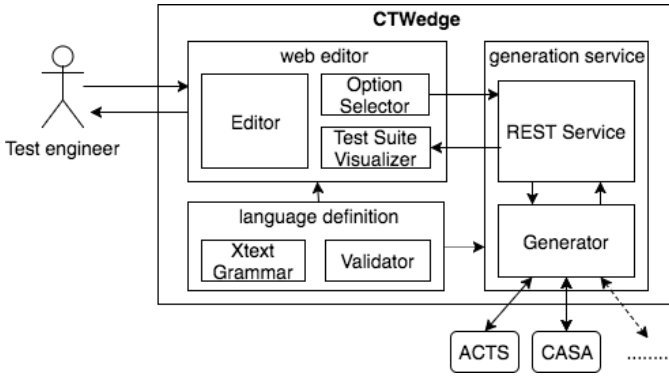 CTWedge
web editor
generation service
Option
Selector
Editor
REST Service
Test Suite
Visualizer
Test engineer
language definition
Xtext
Grammar
Validator
Generator
ACTS
CASA
.........